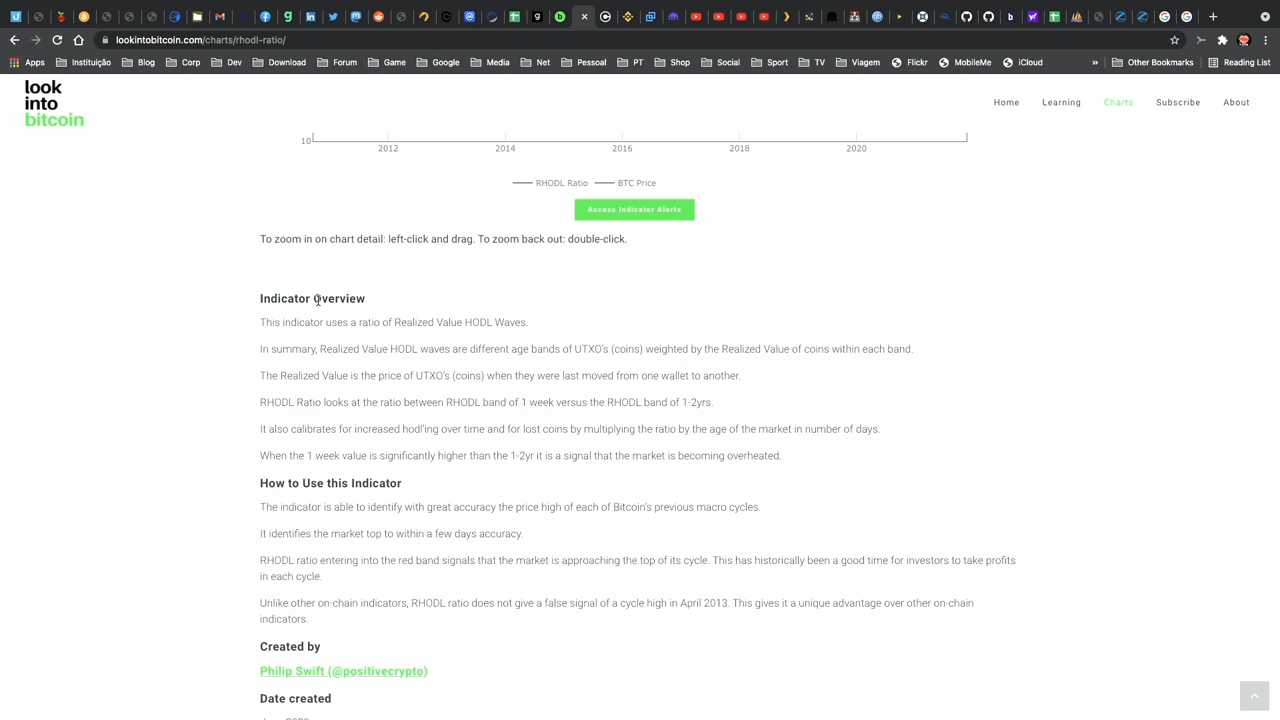 lookintobitcoin.com/charts/rhodl-ratio/
Apps Instituição Blog Corp Dev Download Forum Game Google Media Net Pessoal PT Shop Social Sport TV Viagem Flickr MobileMe iCloud » Other Bookmarks Reading List
look
into
bitcoin
Home Learning Charts Subscribe About
10
2012 2014 2016 2018 2020
RHODL Ratio BTC Price
Access Indicator Alerts
To zoom in on chart detail: left-click and drag. To zoom back out: double-click.
Indicator Overview
This indicator uses a ratio of Realized Value HODL Waves.
In summary, Realized Value HODL waves are different age bands of UTXO's (coins) weighted by the Realized Value of coins within each band.
The Realized Value is the price of UTXO's (coins) when they were last moved from one wallet to another.
RHODL Ratio looks at the ratio between RHODL band of 1 week versus the RHODL band of 1-2yrs.
It also calibrates for increased hodl'ing over time and for lost coins by multiplying the ratio by the age of the market in number of days.
When the 1 week value is significantly higher than the 1-2yr it is a signal that the market is becoming overheated.
How to Use this Indicator
The indicator is able to identify with great accuracy the price high of each of Bitcoin's previous macro cycles.
It identifies the market top to within a few days accuracy.
RHODL ratio entering into the red band signals that the market is approaching the top of its cycle. This has historically been a good time for investors to take profits
in each cycle.
Unlike other on-chain indicators, RHODL ratio does not give a false signal of a cycle high in April 2013. This gives it a unique advantage over other on-chain
indicators.
Created by
Philip Swift (@positivecrypto)
Date created